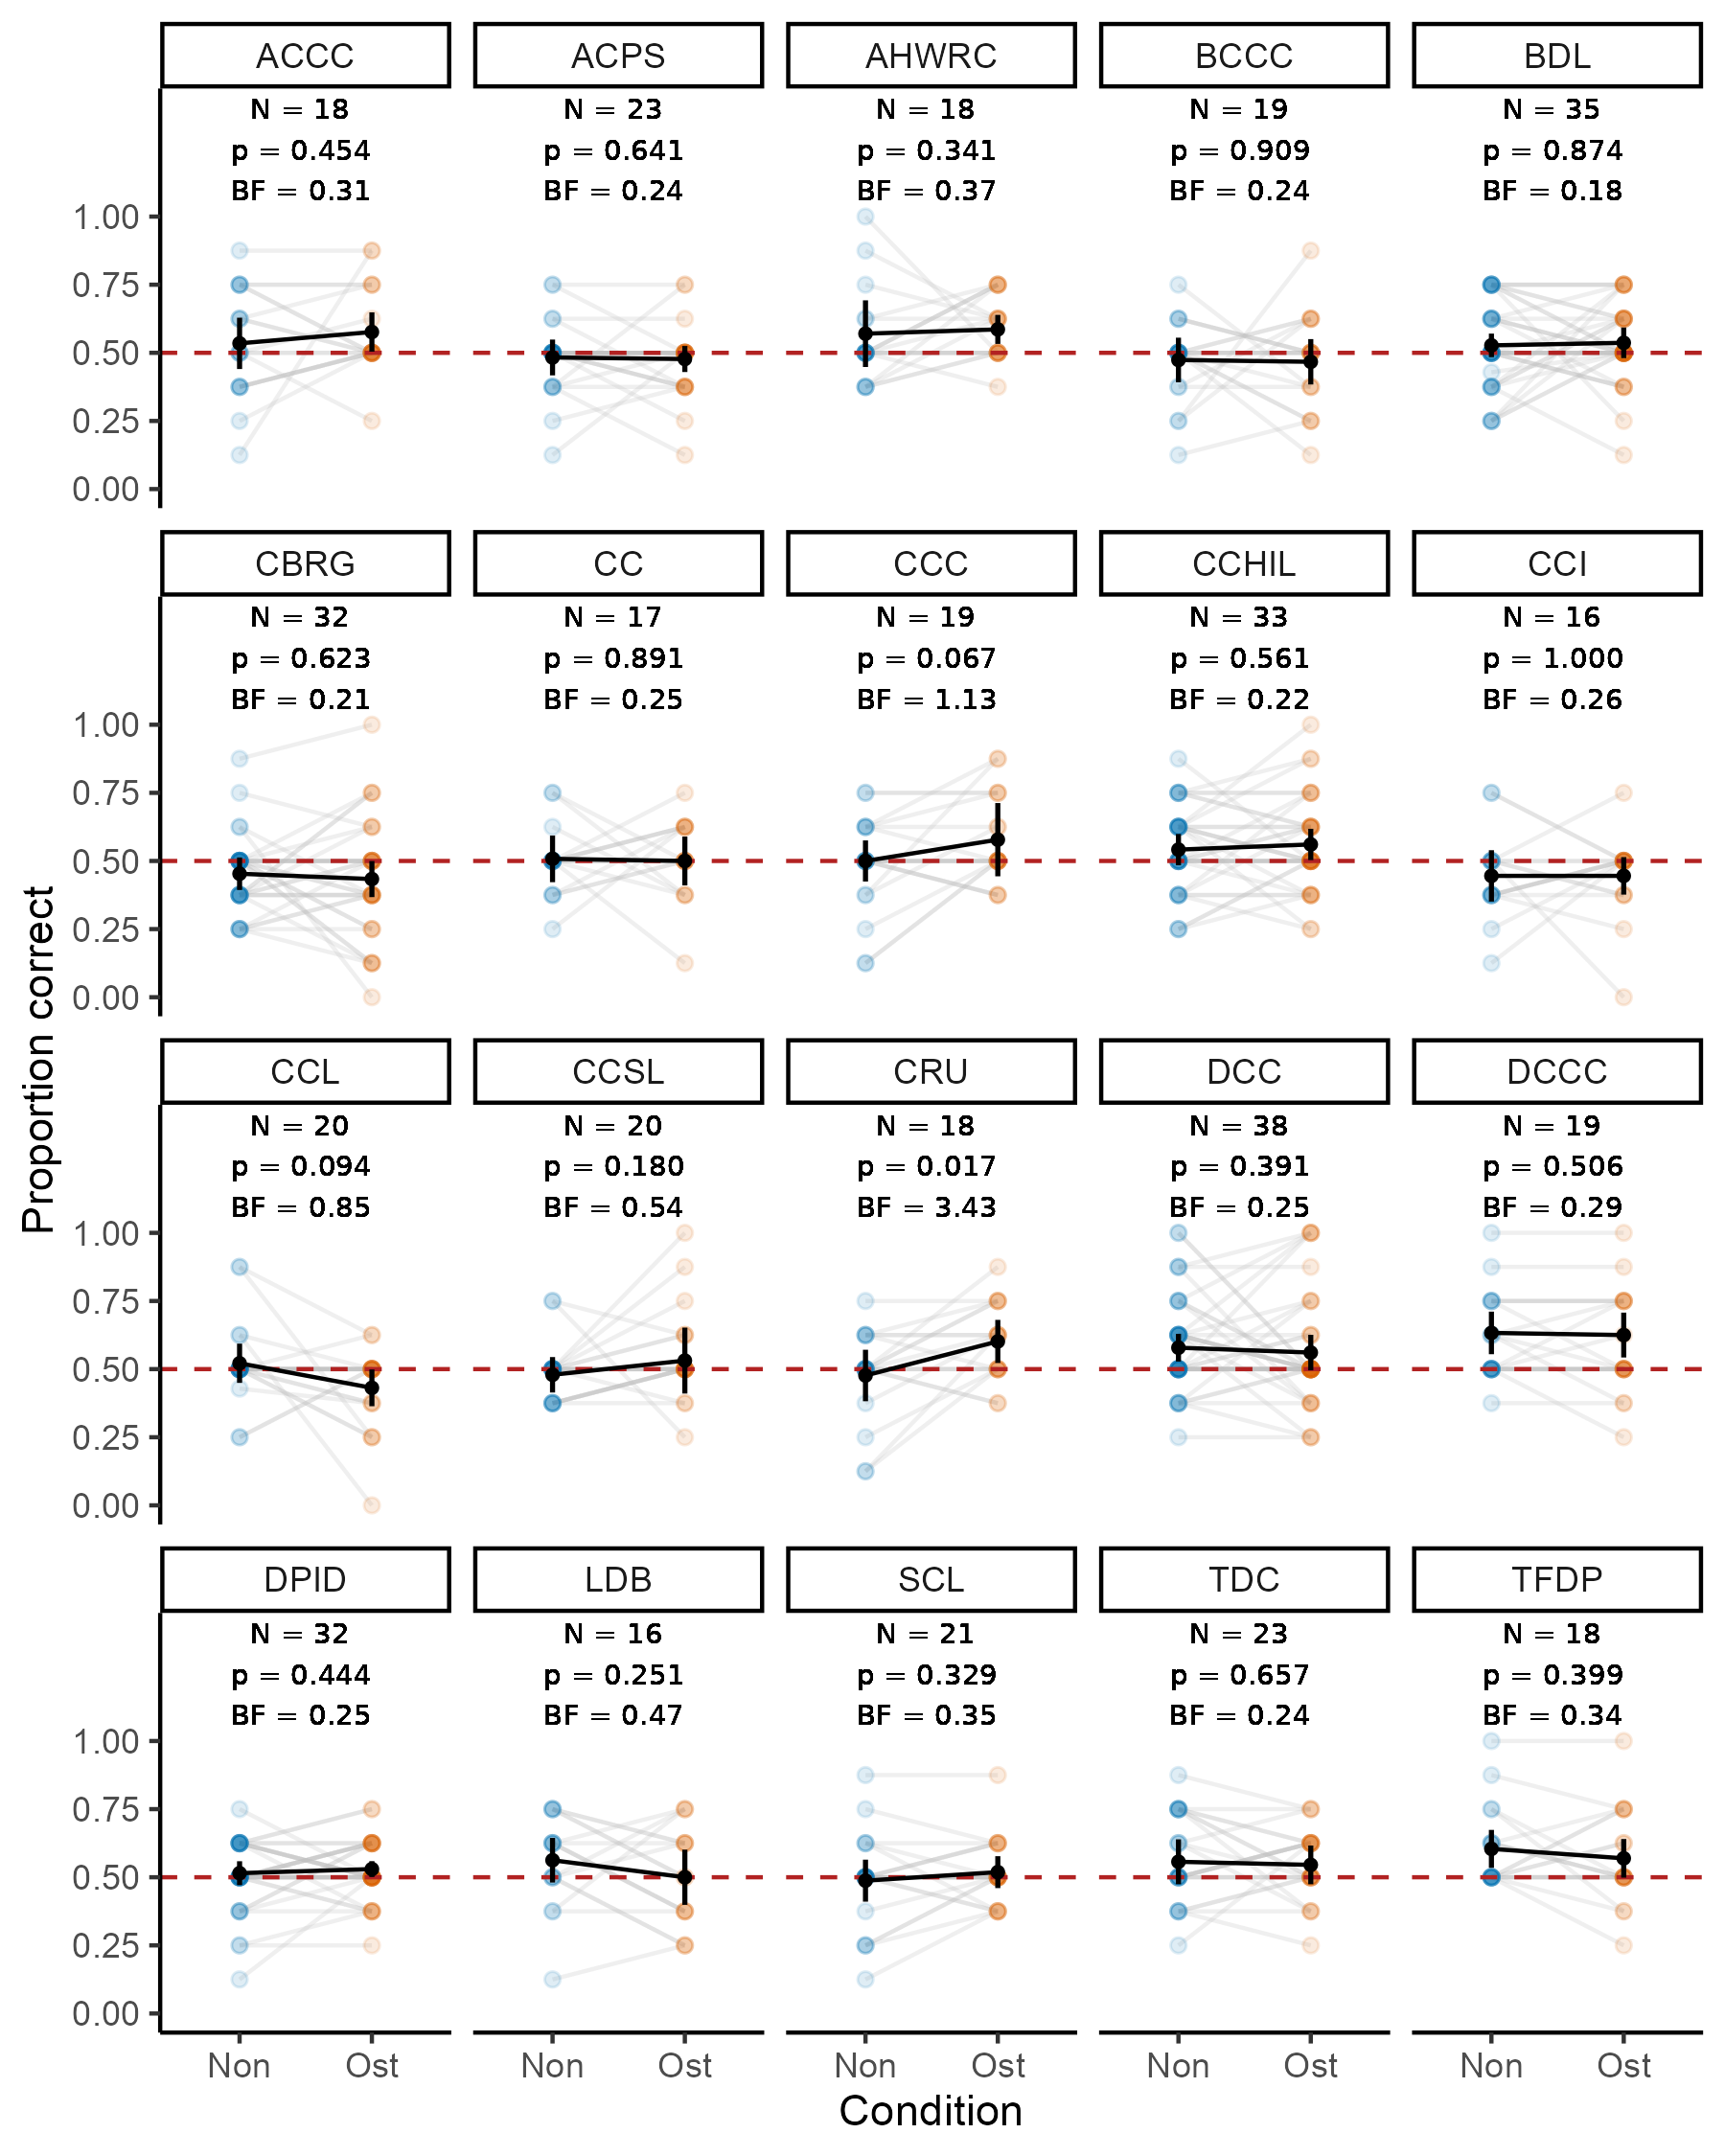 ACCC ACPS AHWRC BCCC BDL
N = 18 N = 23 N = 18 N = 19 N = 35
p = 0.454 p = 0.641 p = 0.341 p = 0.909 p = 0.874
BF = 0.31 BF = 0.24 BF = 0.37 BF = 0.24 BF = 0.18
1.00
0.75
0.50
0.25
0.00
CBRG CC CCC CCHIL CCI
N = 32 N = 17 N = 19 N = 33 N = 16
p = 0.623 p = 0.891 p = 0.067 p = 0.561 p = 1.000
BF = 0.21 BF = 0.25 BF = 1.13 BF = 0.22 BF = 0.26
1.00
0.75
0.50
0.25
0.00
Proportion correct
CCL CCSL CRU DCC DCCC
N = 20 N = 20 N = 18 N = 38 N = 19
p = 0.094 p = 0.180 p = 0.017 p = 0.391 p = 0.506
BF = 0.85 BF = 0.54 BF = 3.43 BF = 0.25 BF = 0.29
1.00
0.75
0.50
0.25
0.00
DPID LDB SCL TDC TFDP
N = 32 N = 16 N = 21 N = 23 N = 18
p = 0.444 p = 0.251 p = 0.329 p = 0.657 p = 0.399
BF = 0.25 BF = 0.47 BF = 0.35 BF = 0.24 BF = 0.34
1.00
0.75
0.50
0.25
0.00
Non Ost Non Ost Non Ost Non Ost Non Ost
Condition